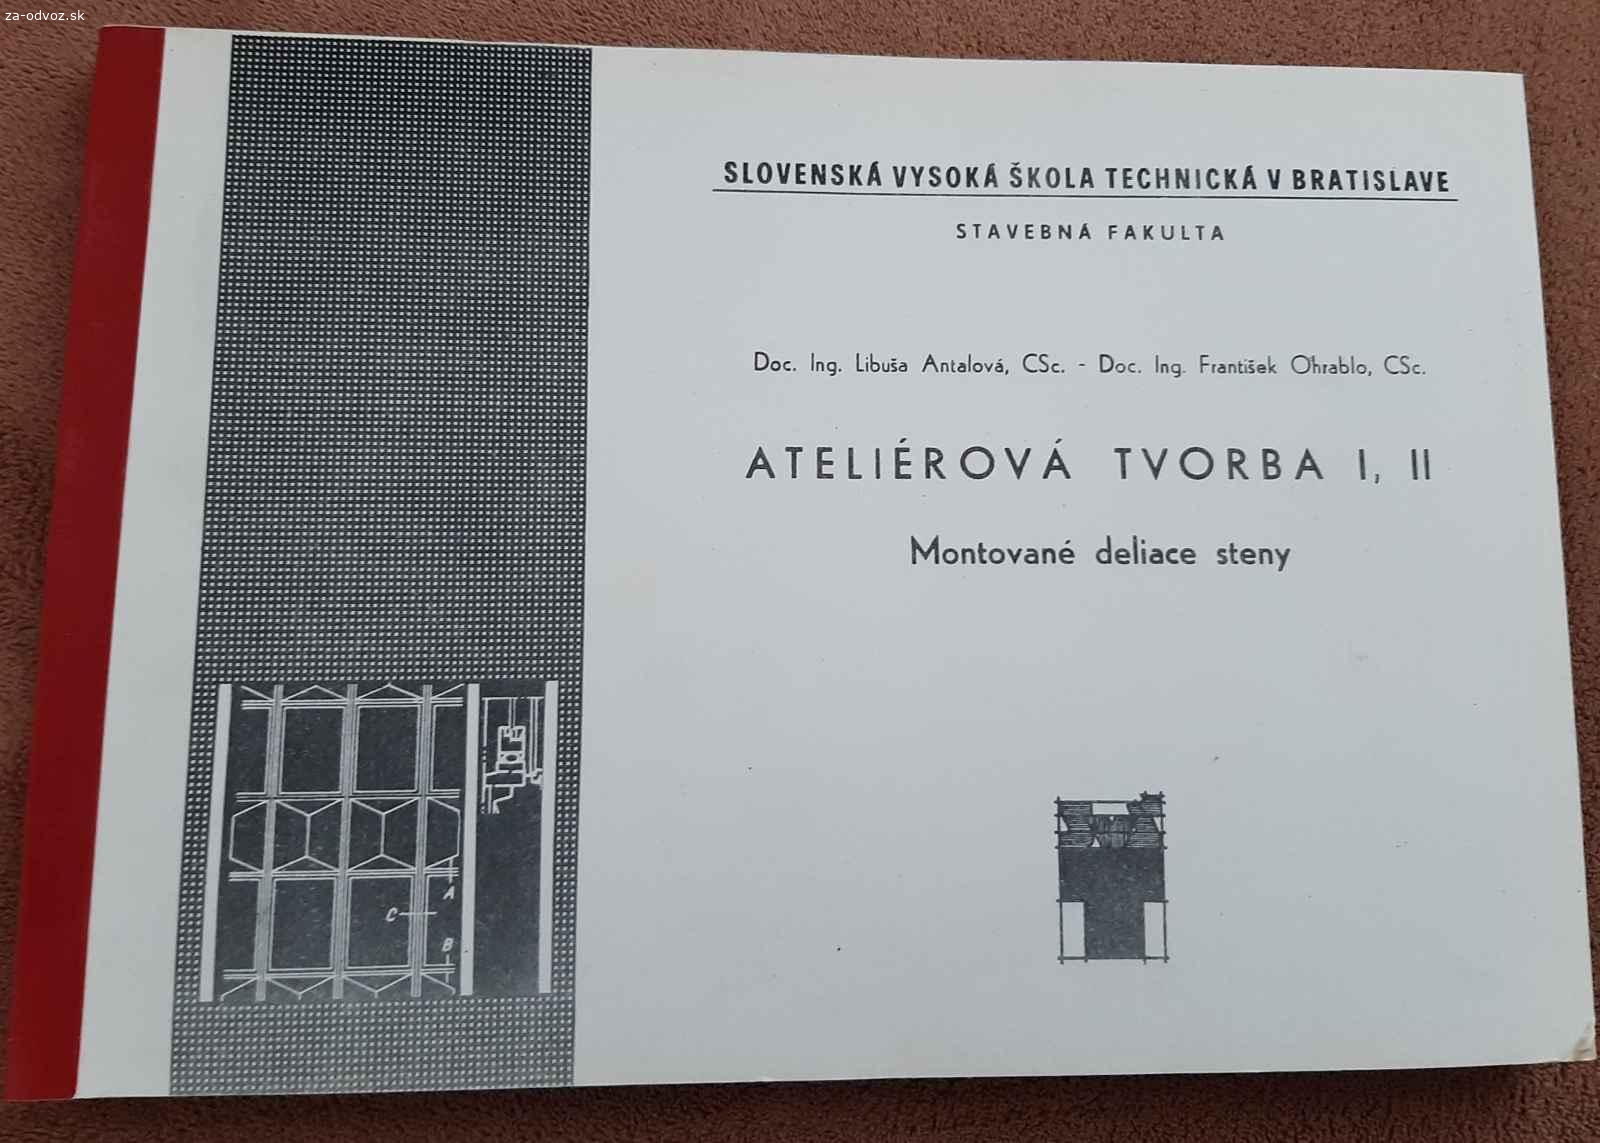 za-odvoz.sk
SLOVENSKÁ VYSOKÁ ŠKOLA TECHNICKÁ V BRATISLAVE
STAVEBNÁ FAKULTA
Doc. Ing. Libuša Antalová, CSc. - Doc. Ing. František Ohrablo, CSc.
ATELIÉROVÁ TVORBA I, II
Montované deliace steny
A
C
B